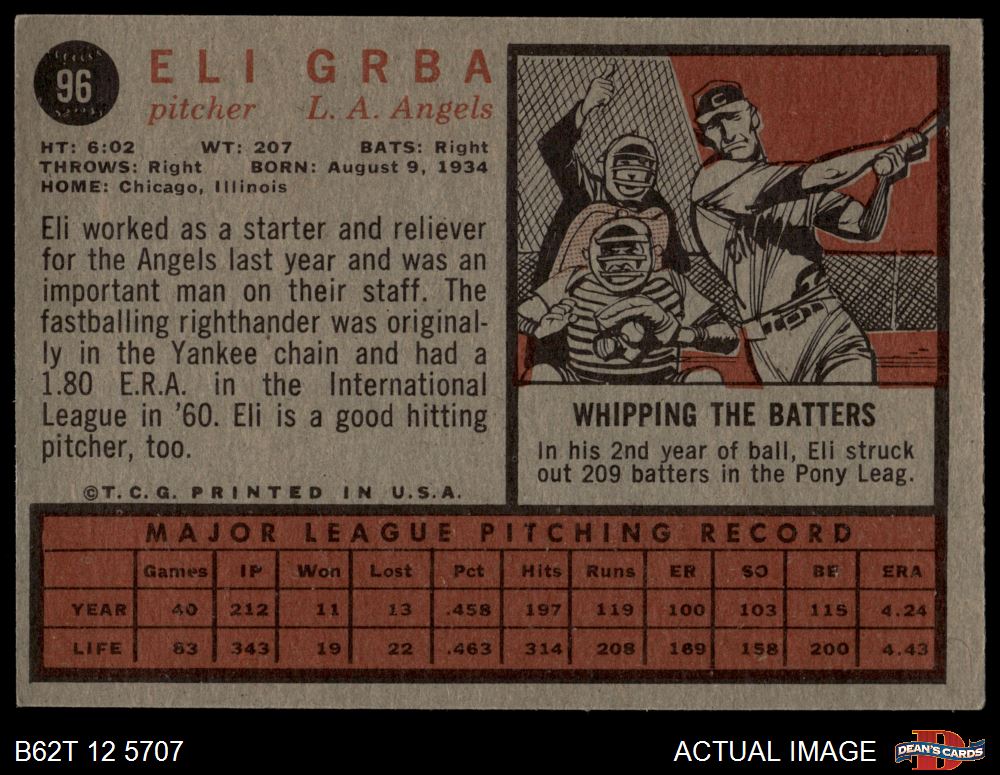 96
ELI GRBA
pitcher L. A. Angels
HT: 6:02 WT: 207 BATS: Right
THROWS: Right BORN: August 9, 1934
HOME: Chicago, Illinois
Eli worked as a starter and reliever
for the Angels last year and was an
important man on their staff. The
fastballing righthander was original-
ly in the Yankee chain and had a
1.80 E.R.A. in the International
League in '60. Eli is a good hitting
pitcher, too.
©T. C. G. PRINTED IN U.S.A.
C
WHIPPING THE BATTERS
In his 2nd year of ball, Eli struck
out 209 batters in the Pony Leag.
MAJOR LEAGUE PITCHING RECORD
Games IP Won Lost Pct Hits Runs ER SO BB ERA
YEAR 40 212 11 13 .458 197 119 100 103 115 4.24
LIFE 83 343 19 22 .463 314 208 169 158 200 4.43
B62T 12 5707
ACTUAL IMAGE
D
DEAN'S CARDS